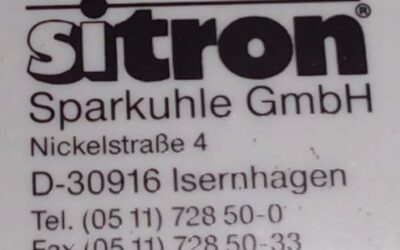 sitron®
Sparkuhle GmbH
Nickelstraße 4
D-30916 Isernhagen
Tel. (05 11) 728 50-0
Fax (05 11) 728 50-33